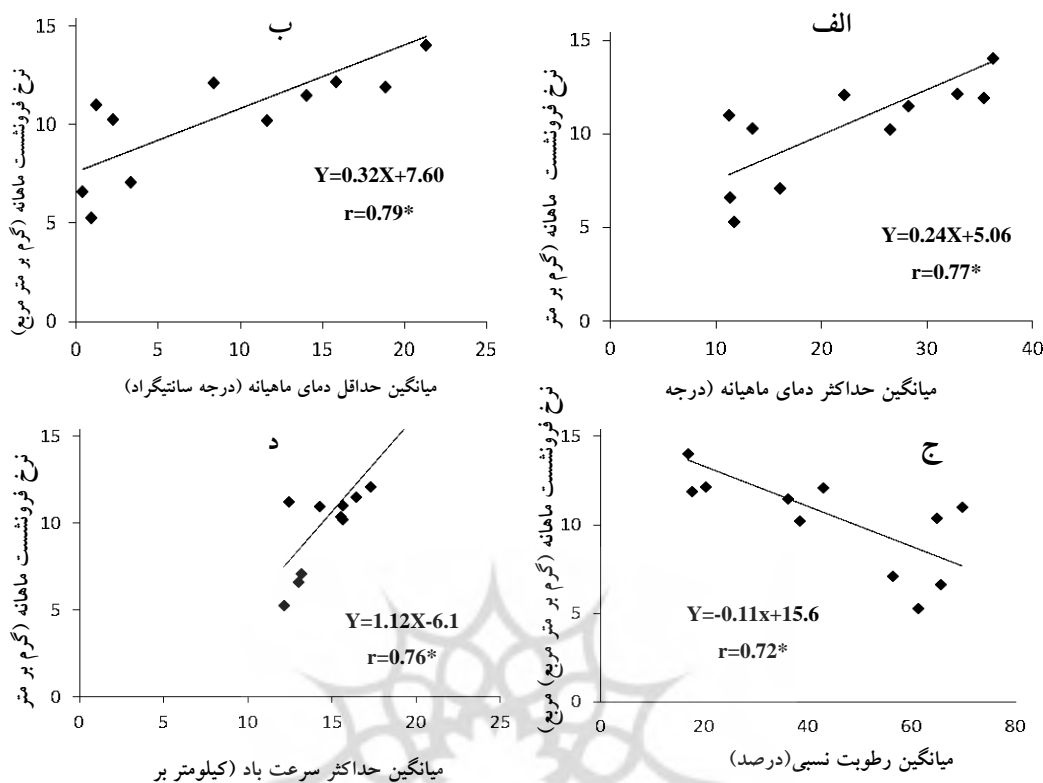 الف
نرخ فرونشست ماهانه (گرم بر متر
15
10
5
0
Y=0.24X+5.06
r=0.77*
0 10 20 30 40
میانگین حداکثر دمای ماهیانه (درجه
ب
نرخ فرونشست ماهانه (گرم بر متر مربع)
15
10
5
0
Y=0.32X+7.60
r=0.79*
0 5 10 15 20 25
میانگین حداقل دمای ماهیانه (درجه سانتیگراد)
ج
نرخ فرونشست ماهانه (گرم بر متر مربع) مربع)
15
10
5
0
Y=-0.11x+15.6
r=0.72*
0 20 40 60 80
میانگین رطوبت نسبی(درصد)
د
نرخ فرونشست ماهانه (گرم بر متر
15
10
5
0
Y=1.12X-6.1
r=0.76*
0 5 10 15 20 25
میانگین حداکثر سرعت باد (کیلومتر بر